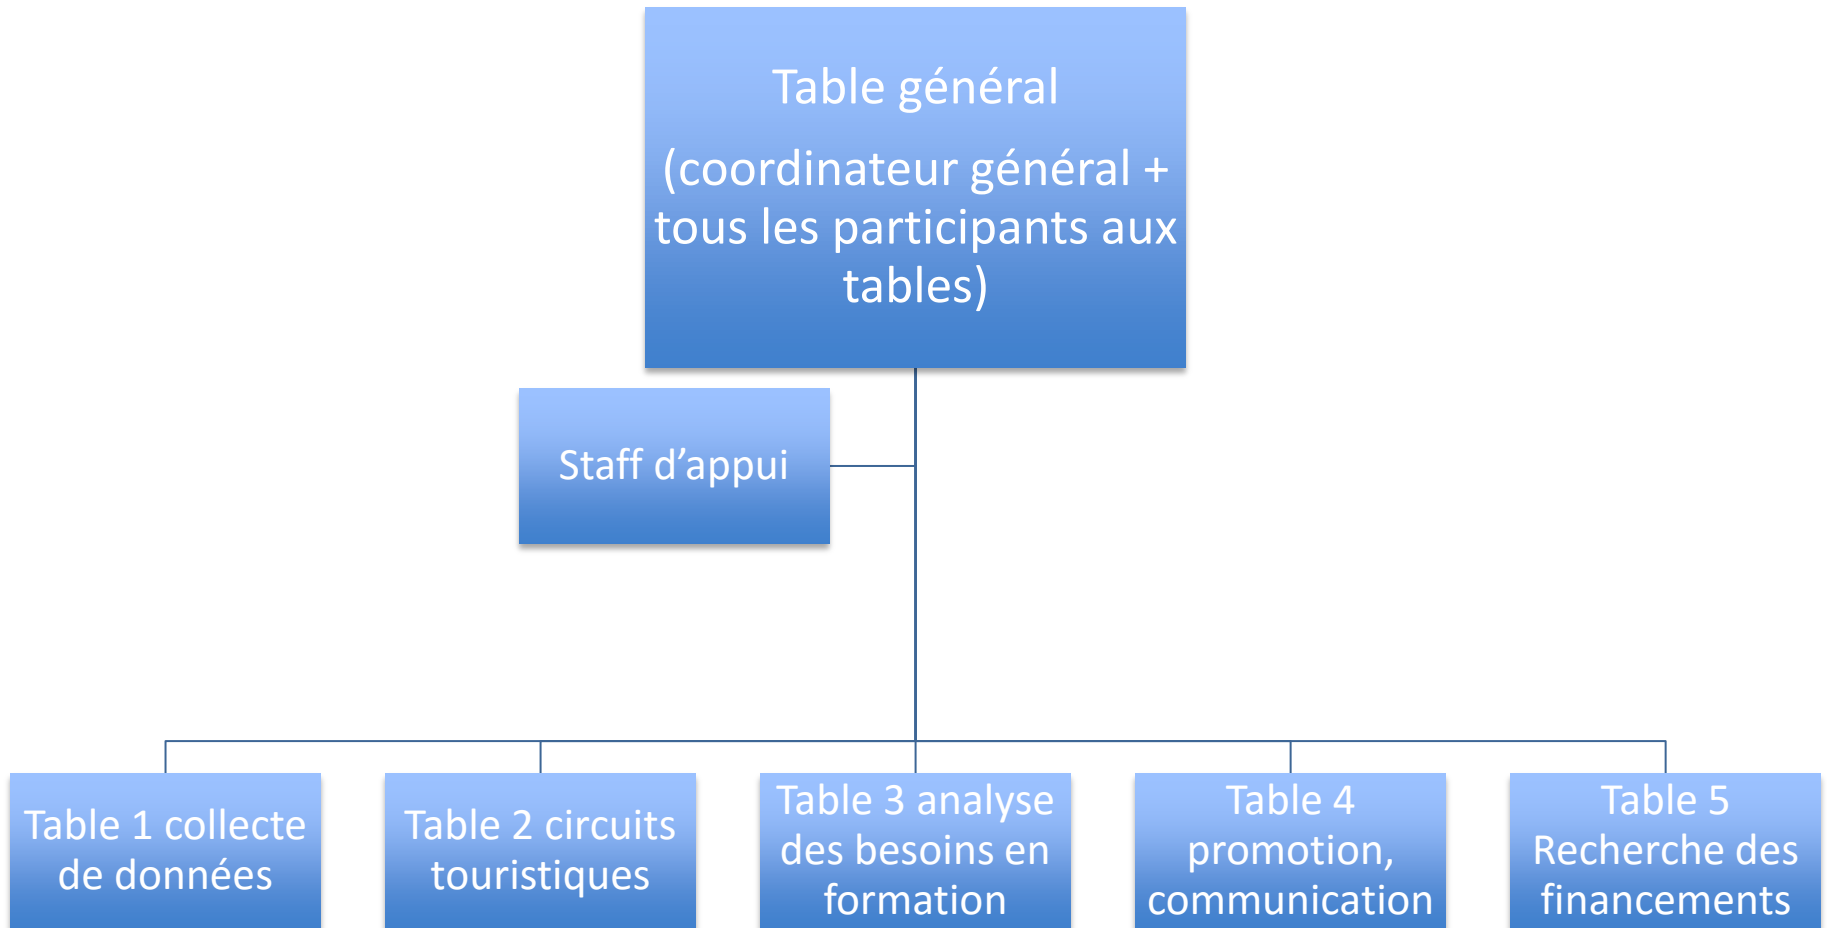 Table général
(coordinateur général +
tous les participants aux
tables)
Staff d’appui
Table 1 collecte
de données
Table 2 circuits
touristiques
Table 3 analyse
des besoins en
formation
Table 4
promotion,
communication
Table 5
Recherche des
financements